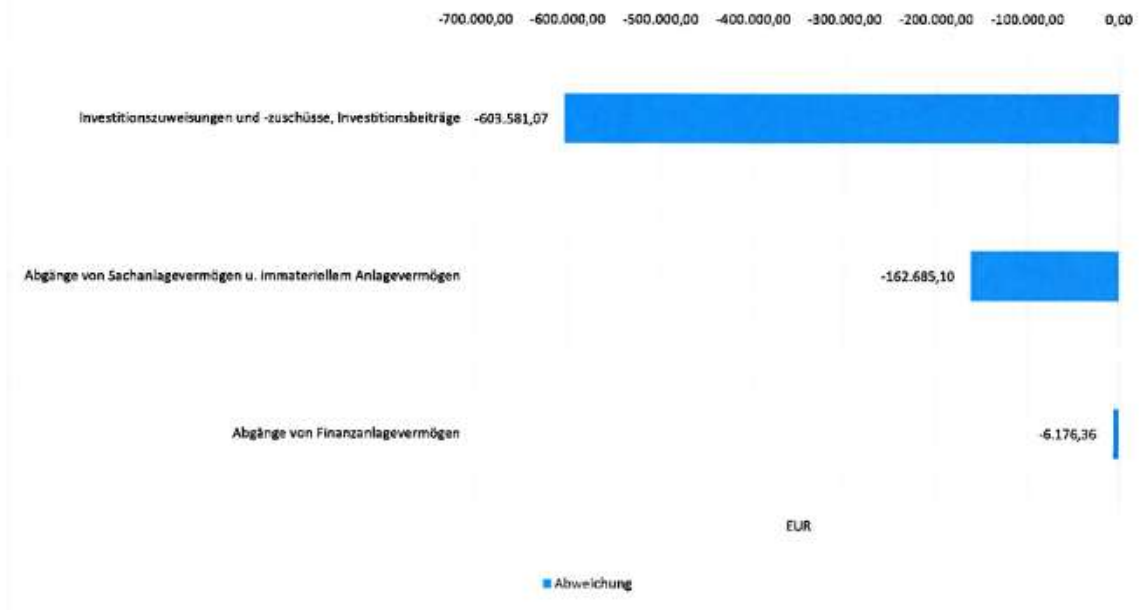 -700.000,00 -600.000,00 -500.000,00 -400.000,00 -300.000,00 -200.000,00 -100.000,00 0,00
Investitionszuweisungen und -zuschüsse, Investitionsbeiträge -603.581,07
Abgänge von Sachanlagevermögen u. immateriellem Anlagevermögen -162.685,10
Abgänge von Finanzanlagevermögen -6.176,36
EUR
Abweichung